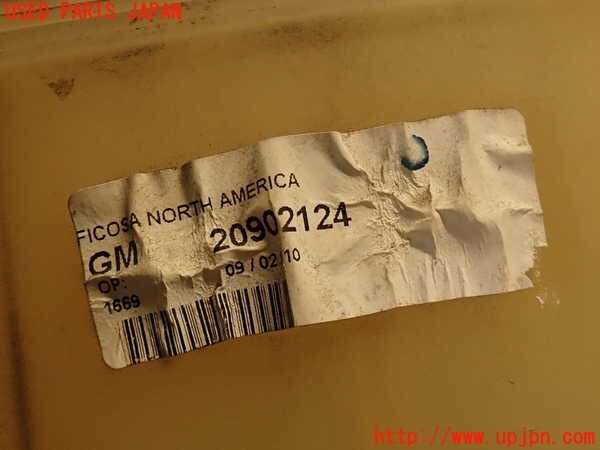 USED PARTS JAPAN
FICOSA NORTH AMERICA
GM 20902124
OP: 09/02/10
1669
http://www.upjpn.com/